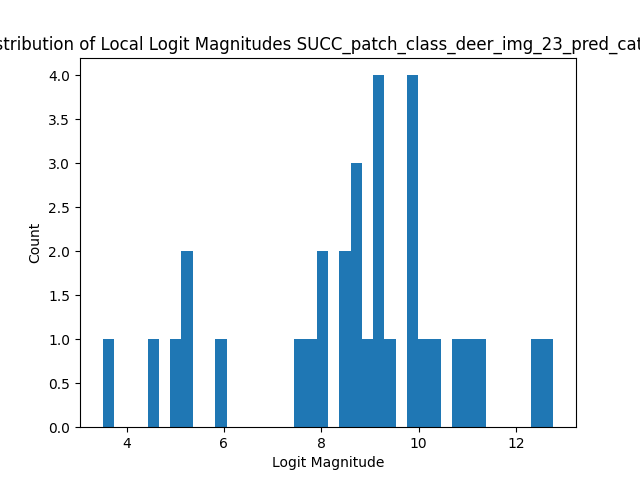 stribution of Local Logit Magnitudes SUCC_patch_class_deer_img_23_pred_cat
4.0
3.5
3.0
2.5
2.0
1.5
1.0
0.5
0.0
Count
4 6 8 10 12
Logit Magnitude